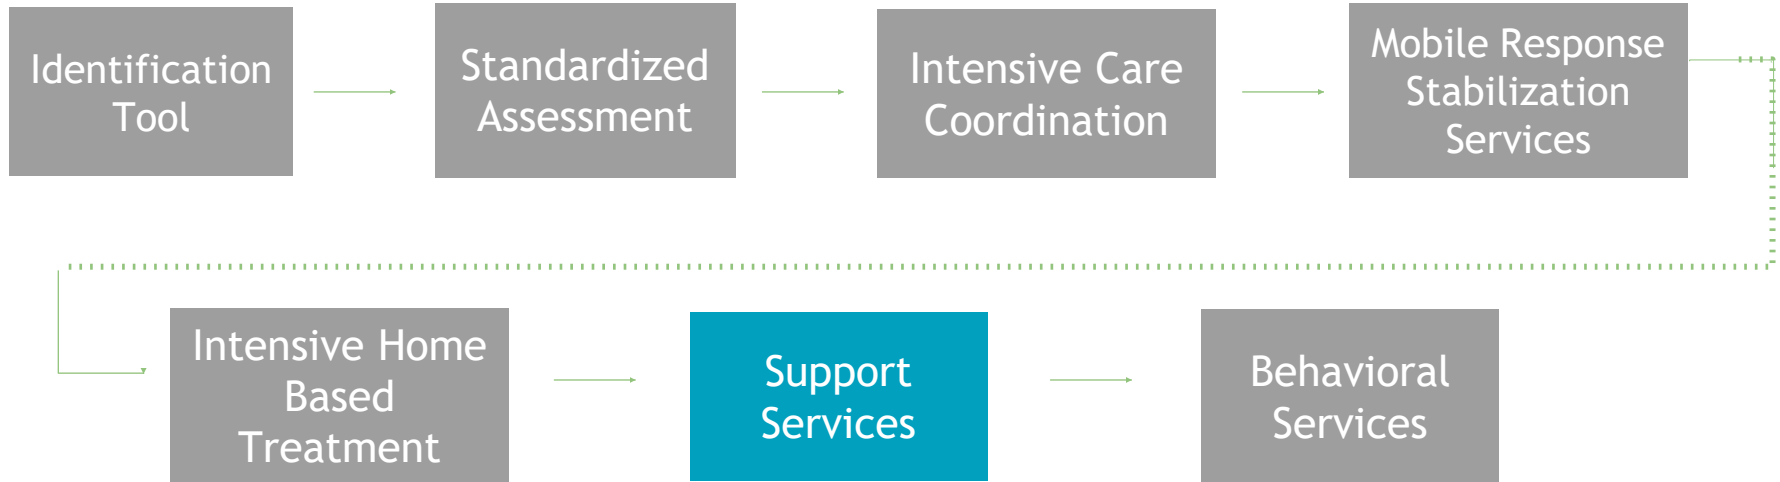 Identification
Tool
Standardized
Assessment
Intensive Care
Coordination
Mobile Response
Stabilization
Services
Intensive Home
Based
Treatment
Support
Services
Behavioral
Services